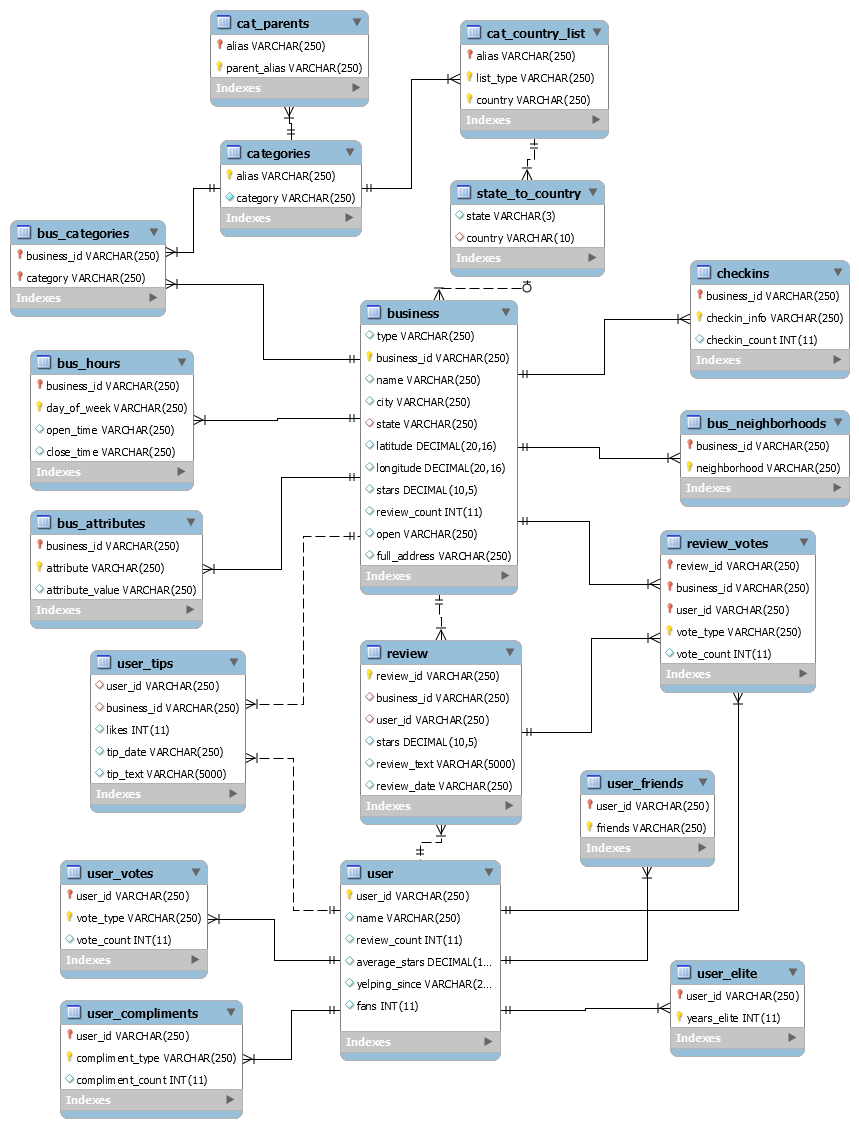 cat_parents
alias VARCHAR(250)
parent_alias VARCHAR(250)
Indexes
cat_country_list
alias VARCHAR(250)
list_type VARCHAR(250)
country VARCHAR(250)
Indexes
categories
alias VARCHAR(250)
category VARCHAR(250)
Indexes
state_to_country
state VARCHAR(3)
country VARCHAR(10)
Indexes
bus_categories
business_id VARCHAR(250)
category VARCHAR(250)
Indexes
checkins
business_id VARCHAR(250)
checkin_info VARCHAR(250)
checkin_count INT(11)
Indexes
business
type VARCHAR(250)
business_id VARCHAR(250)
name VARCHAR(250)
city VARCHAR(250)
state VARCHAR(250)
latitude DECIMAL(20,16)
longitude DECIMAL(20,16)
stars DECIMAL(10,5)
review_count INT(11)
open VARCHAR(250)
full_address VARCHAR(250)
Indexes
bus_hours
business_id VARCHAR(250)
day_of_week VARCHAR(250)
open_time VARCHAR(250)
close_time VARCHAR(250)
Indexes
bus_neighborhoods
business_id VARCHAR(250)
neighborhood VARCHAR(250)
Indexes
bus_attributes
business_id VARCHAR(250)
attribute VARCHAR(250)
attribute_value VARCHAR(250)
Indexes
review_votes
review_id VARCHAR(250)
business_id VARCHAR(250)
user_id VARCHAR(250)
vote_type VARCHAR(250)
vote_count INT(11)
Indexes
user_tips
user_id VARCHAR(250)
business_id VARCHAR(250)
likes INT(11)
tip_date VARCHAR(250)
tip_text VARCHAR(5000)
Indexes
review
review_id VARCHAR(250)
business_id VARCHAR(250)
user_id VARCHAR(250)
stars DECIMAL(10,5)
review_text VARCHAR(5000)
review_date VARCHAR(250)
Indexes
user_friends
user_id VARCHAR(250)
friends VARCHAR(250)
Indexes
user_votes
user_id VARCHAR(250)
vote_type VARCHAR(250)
vote_count INT(11)
Indexes
user
user_id VARCHAR(250)
name VARCHAR(250)
review_count INT(11)
average_stars DECIMAL(1...
yelping_since VARCHAR(2...
fans INT(11)
Indexes
user_elite
user_id VARCHAR(250)
years_elite INT(11)
Indexes
user_compliments
user_id VARCHAR(250)
compliment_type VARCHAR(250)
compliment_count INT(11)
Indexes